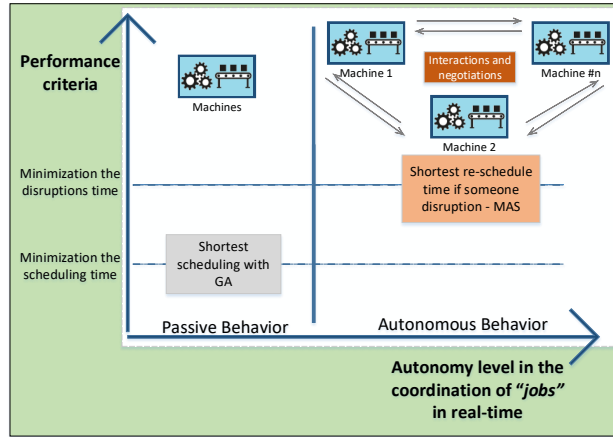 Performance
criteria
Machines
Machine 1
Interactions and
negotiations
Machine #n
Machine 2
Minimization the
disruptions time
Shortest re-schedule
time if someone
disruption - MAS
Minimization the
scheduling time
Shortest
scheduling with
GA
Passive Behavior
Autonomous Behavior
Autonomy level in the
coordination of “jobs”
in real-time